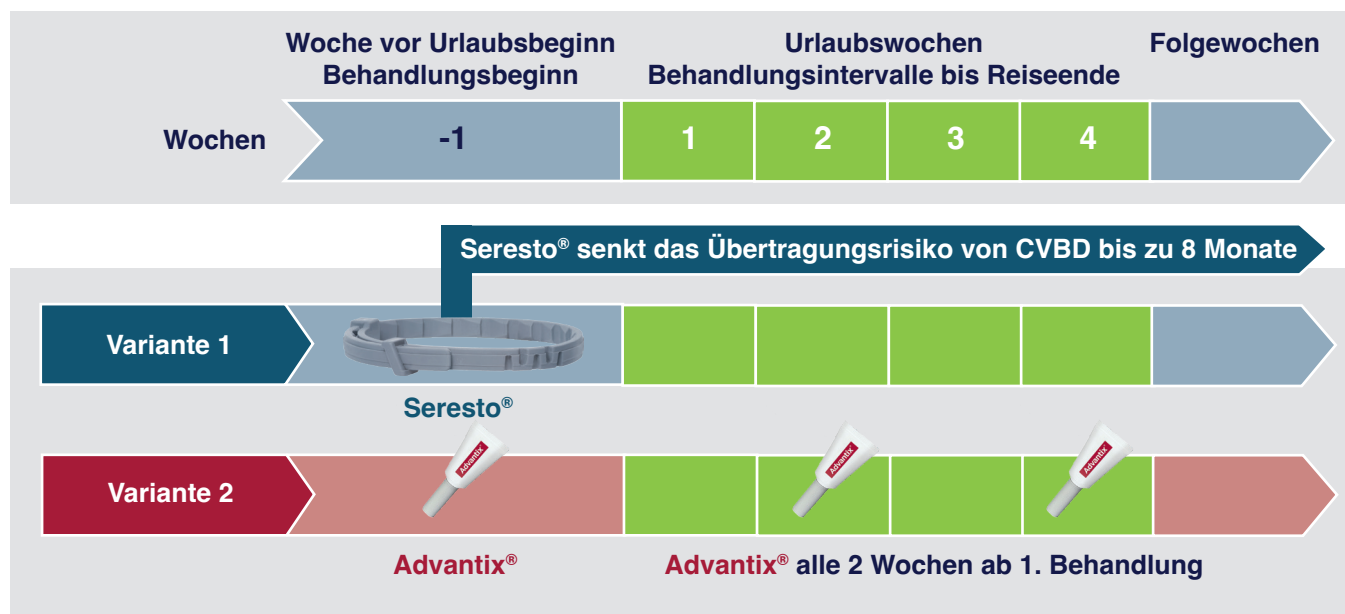 Woche vor Urlaubsbeginn
Behandlungsbeginn
Urlaubswochen
Behandlungsintervalle bis Reiseende
Folgewochen
Wochen
-1
1
2
3
4
Seresto® senkt das Übertragungsrisiko von CVBD bis zu 8 Monate
Variante 1
Seresto®
Variante 2
Advantix
Advantix
Advantix
Advantix®
Advantix® alle 2 Wochen ab 1. Behandlung